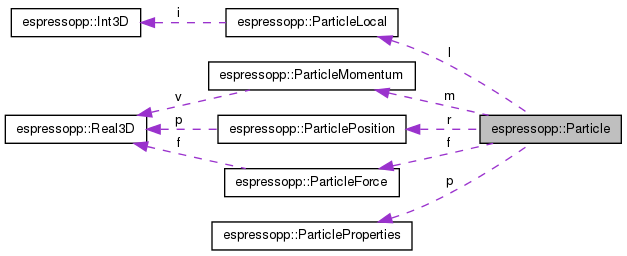 espressopp::Int3D
i
espressopp::ParticleLocal
l
espressopp::ParticleMomentum
v
m
espressopp::Real3D
p
espressopp::ParticlePosition
r
espressopp::Particle
f
f
espressopp::ParticleForce
p
espressopp::ParticleProperties